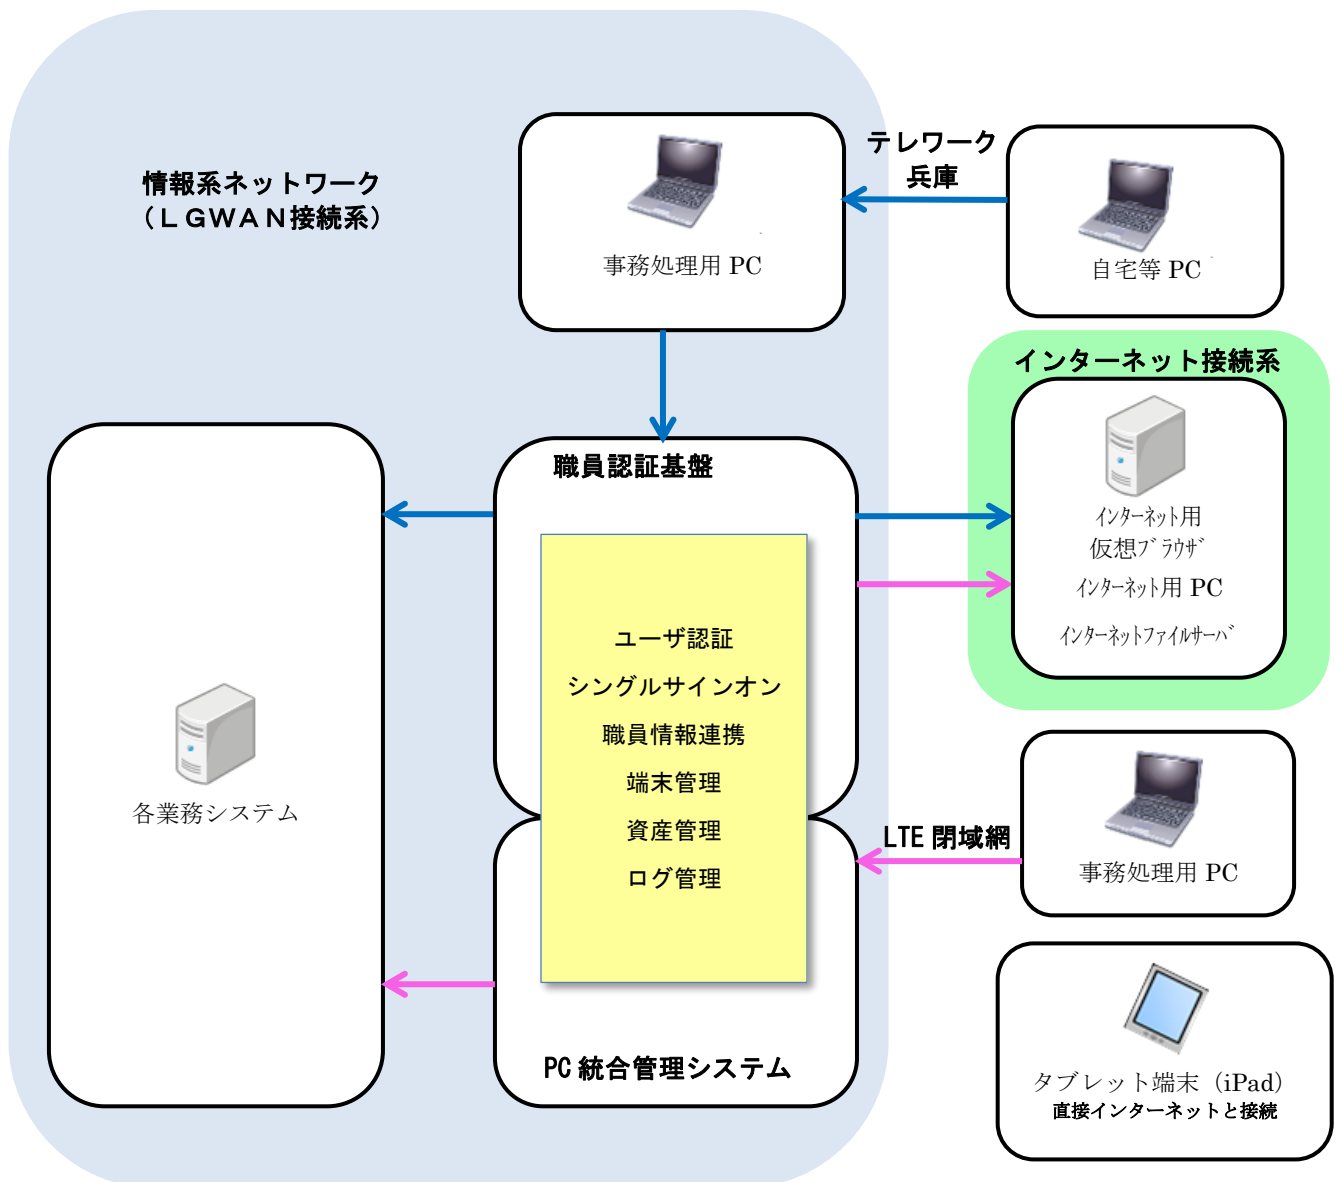 情報系ネットワーク
（ＬＧＷＡＮ接続系）
事務処理用 PC
テレワーク
兵庫
自宅等 PC
インターネット接続系
ｲﾝﾀｰﾈｯﾄ用
仮想ﾌﾞﾗｳｻﾞ
ｲﾝﾀｰﾈｯﾄ用 PC
ｲﾝﾀｰﾈｯﾄﾌｧｲﾙｻｰﾊﾞ
職員認証基盤
ユーザ認証
シングルサインオン
職員情報連携
端末管理
資産管理
ログ管理
PC 統合管理システム
各業務システム
LTE 閉域網
事務処理用 PC
タブレット端末（iPad）
直接インターネットと接続